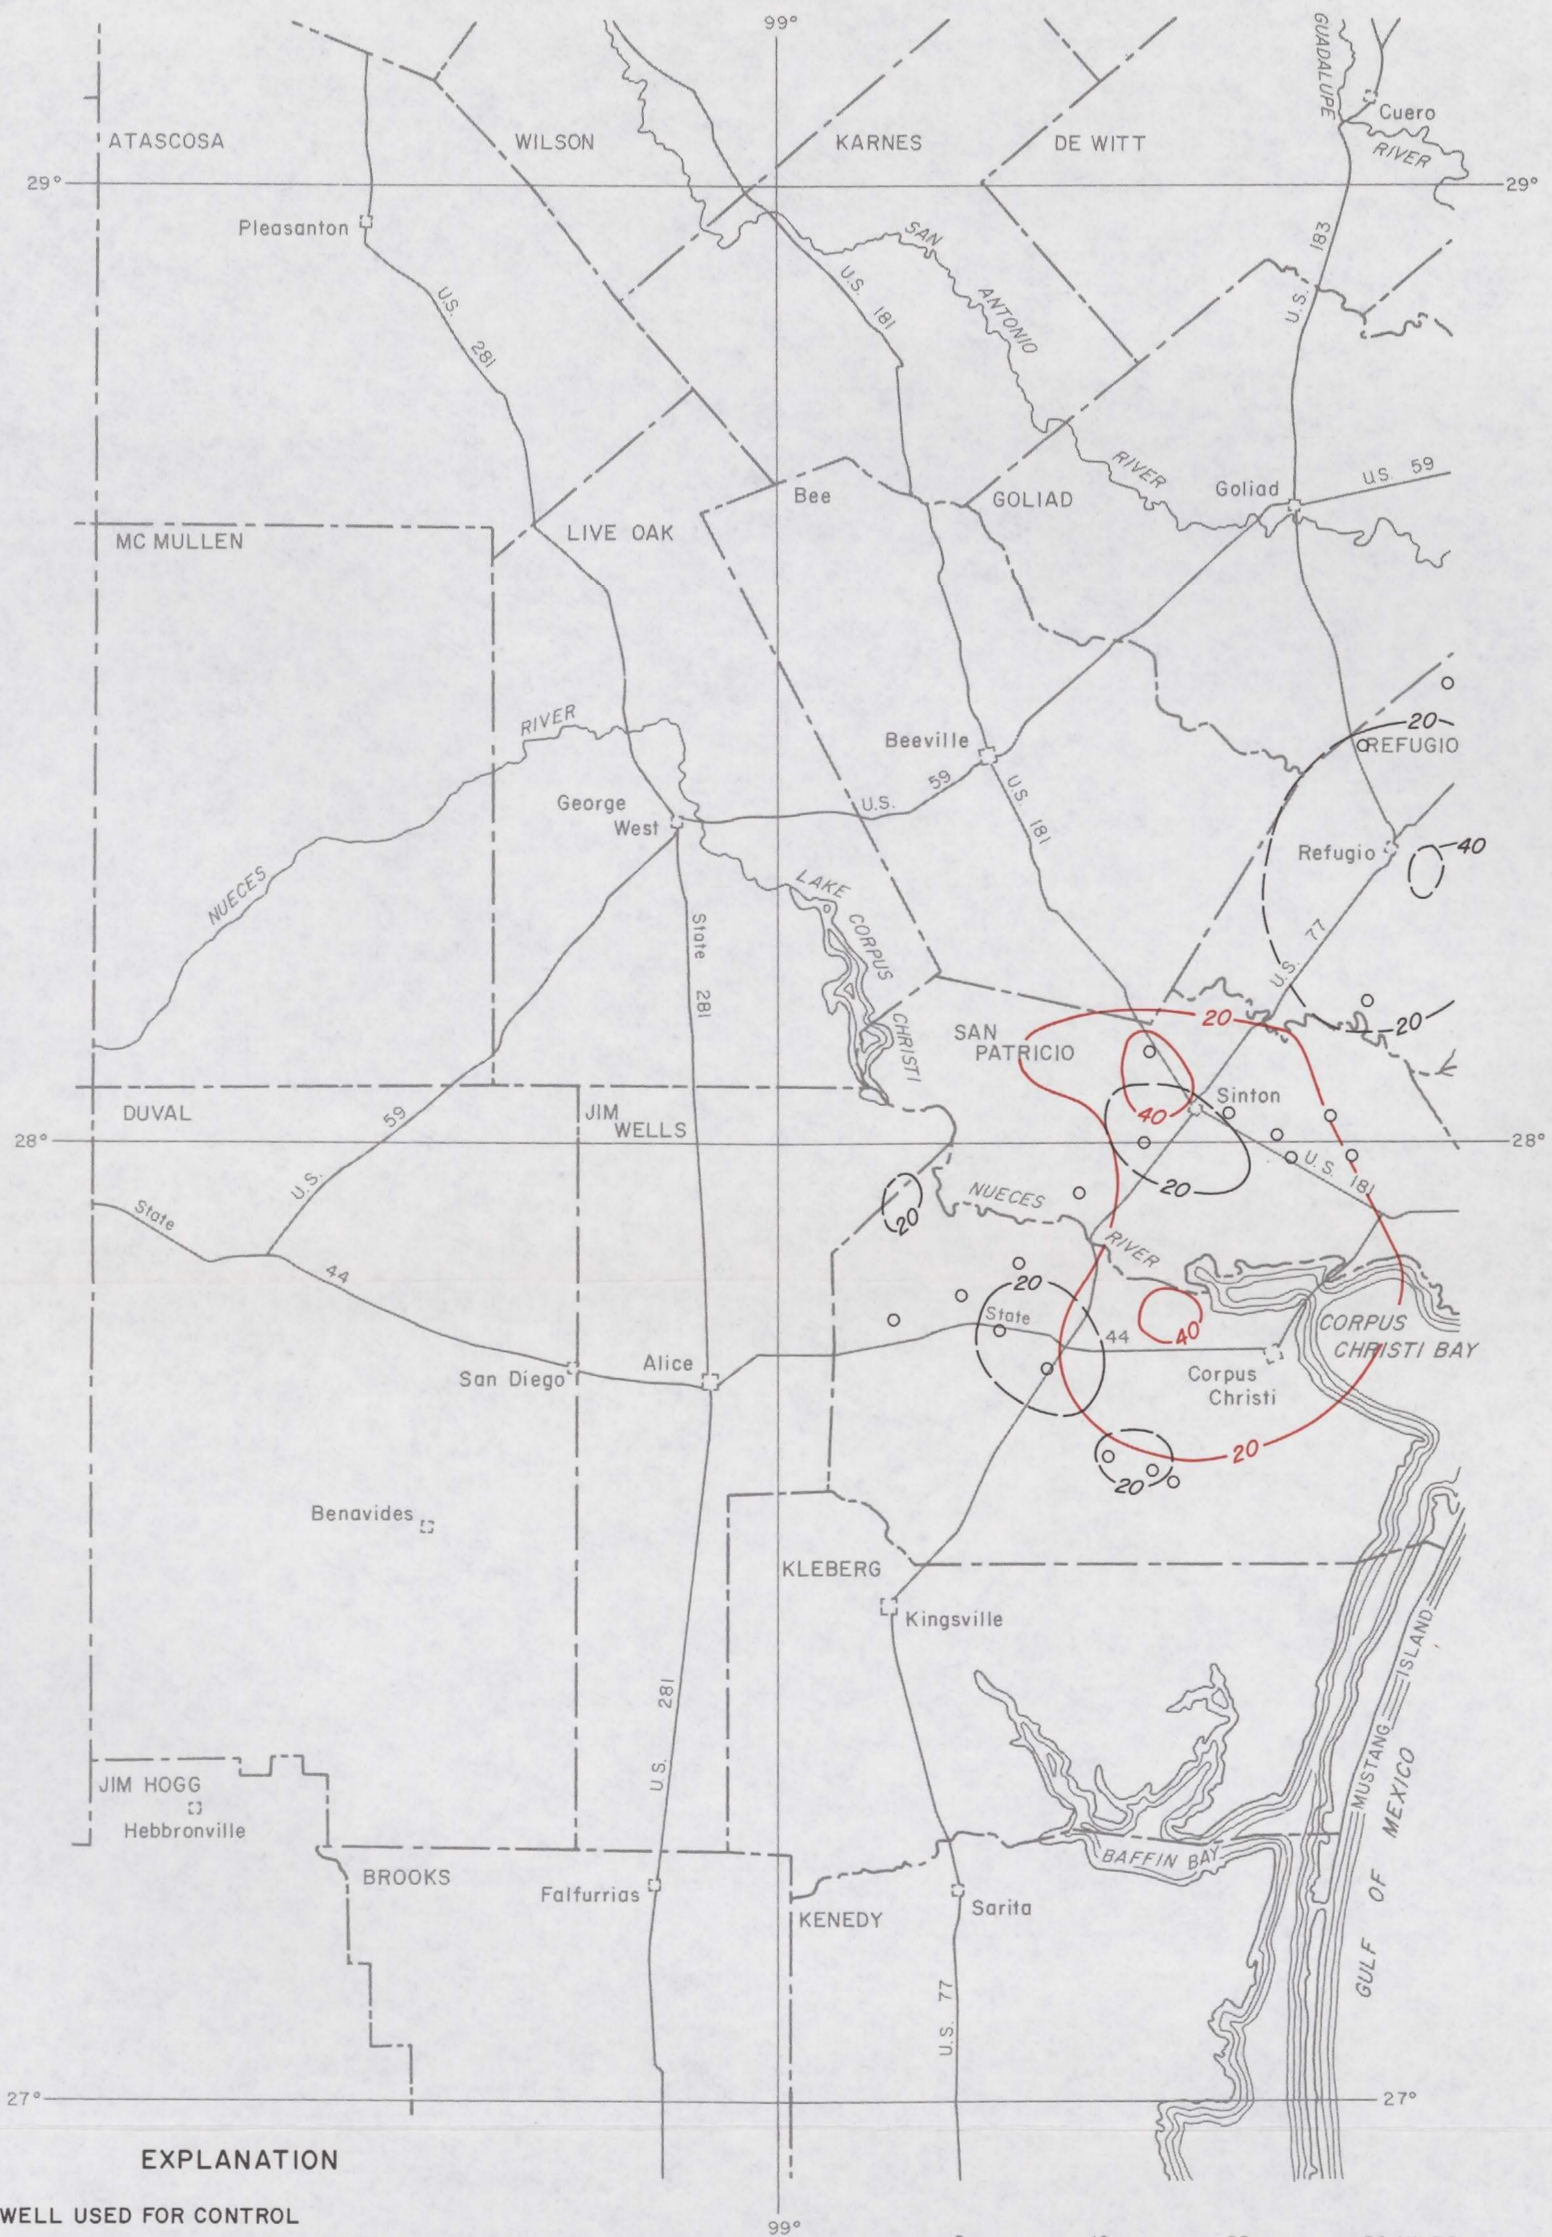 99°
GUADALUPE
Cuero
RIVER
ATASCOSA
WILSON
KARNES
DE WITT
29°
29°
Pleasanton
SAN
ANTONIO
RIVER
U.S. 183
U.S. 281
U.S. 181
Bee
GOLIAD
Goliad
U.S. 59
MC MULLEN
LIVE OAK
NUECES
RIVER
20
REFUGIO
Beeville
U.S. 59
U.S. 181
George
West
Refugio
40
LAKE
CORPUS
CHRISTI
State 281
U.S. 77
SAN
PATRICIO
20
20
40
Sinton
DUVAL
U.S. 59
JIM
WELLS
28°
28°
20
U.S. 181
State
44
20
NUECES
RIVER
20
State
44
40
CORPUS
CHRISTI BAY
San Diego
Alice
Corpus
Christi
20
20
Benavides
KLEBERG
Kingsville
U.S. 281
MUSTANG ISLAND
GULF OF MEXICO
JIM HOGG
Hebbronville
BROOKS
Falfurrias
BAFFIN BAY
KENEDY
Sarita
U.S. 77
27°
27°
EXPLANATION
WELL USED FOR CONTROL
99°